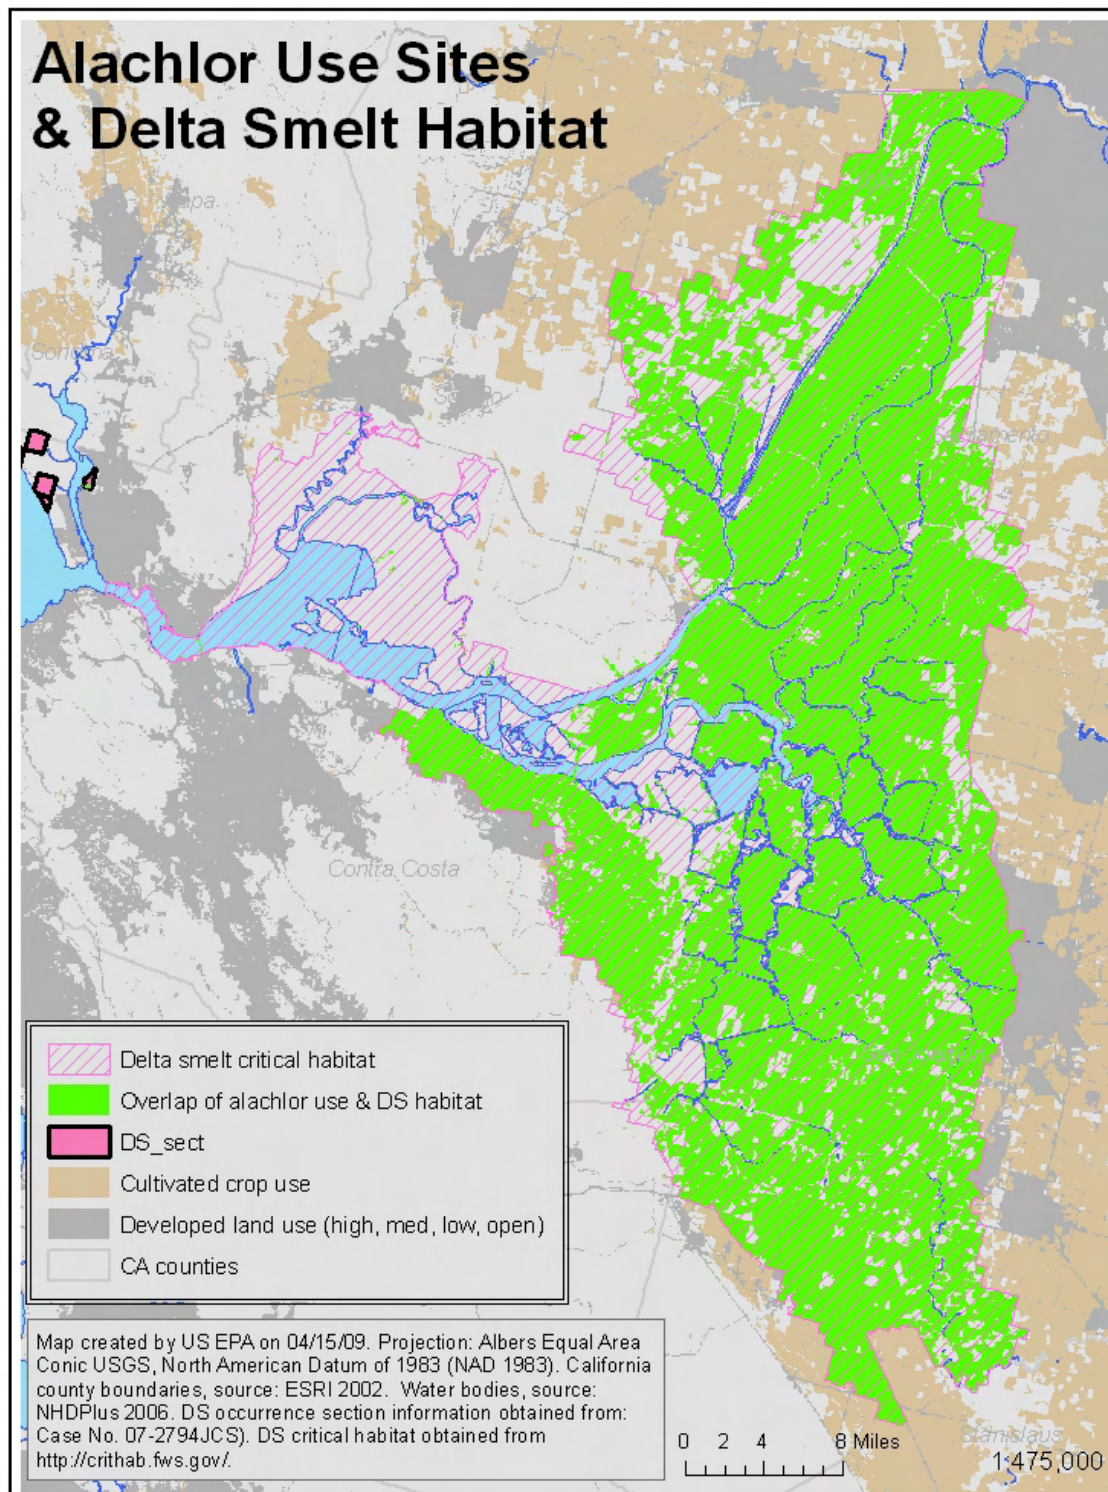 Alachlor Use Sites
& Delta Smelt Habitat
Contra Costa
Delta smelt critical habitat
Overlap of alachlor use & DS habitat
DS_sect
Cultivated crop use
Developed land use (high, med, low, open)
CA counties
Map created by US EPA on 04/15/09. Projection: Albers Equal Area
Conic USGS, North American Datum of 1983 (NAD 1983). California
county boundaries, source: ESRI 2002. Water bodies, source:
NHDPlus 2006. DS occurrence section information obtained from:
Case No. 07-2794JCS). DS critical habitat obtained from
http://crithab.fws.gov/.
0 2 4 8 Miles
Stanislaus
1:475,000